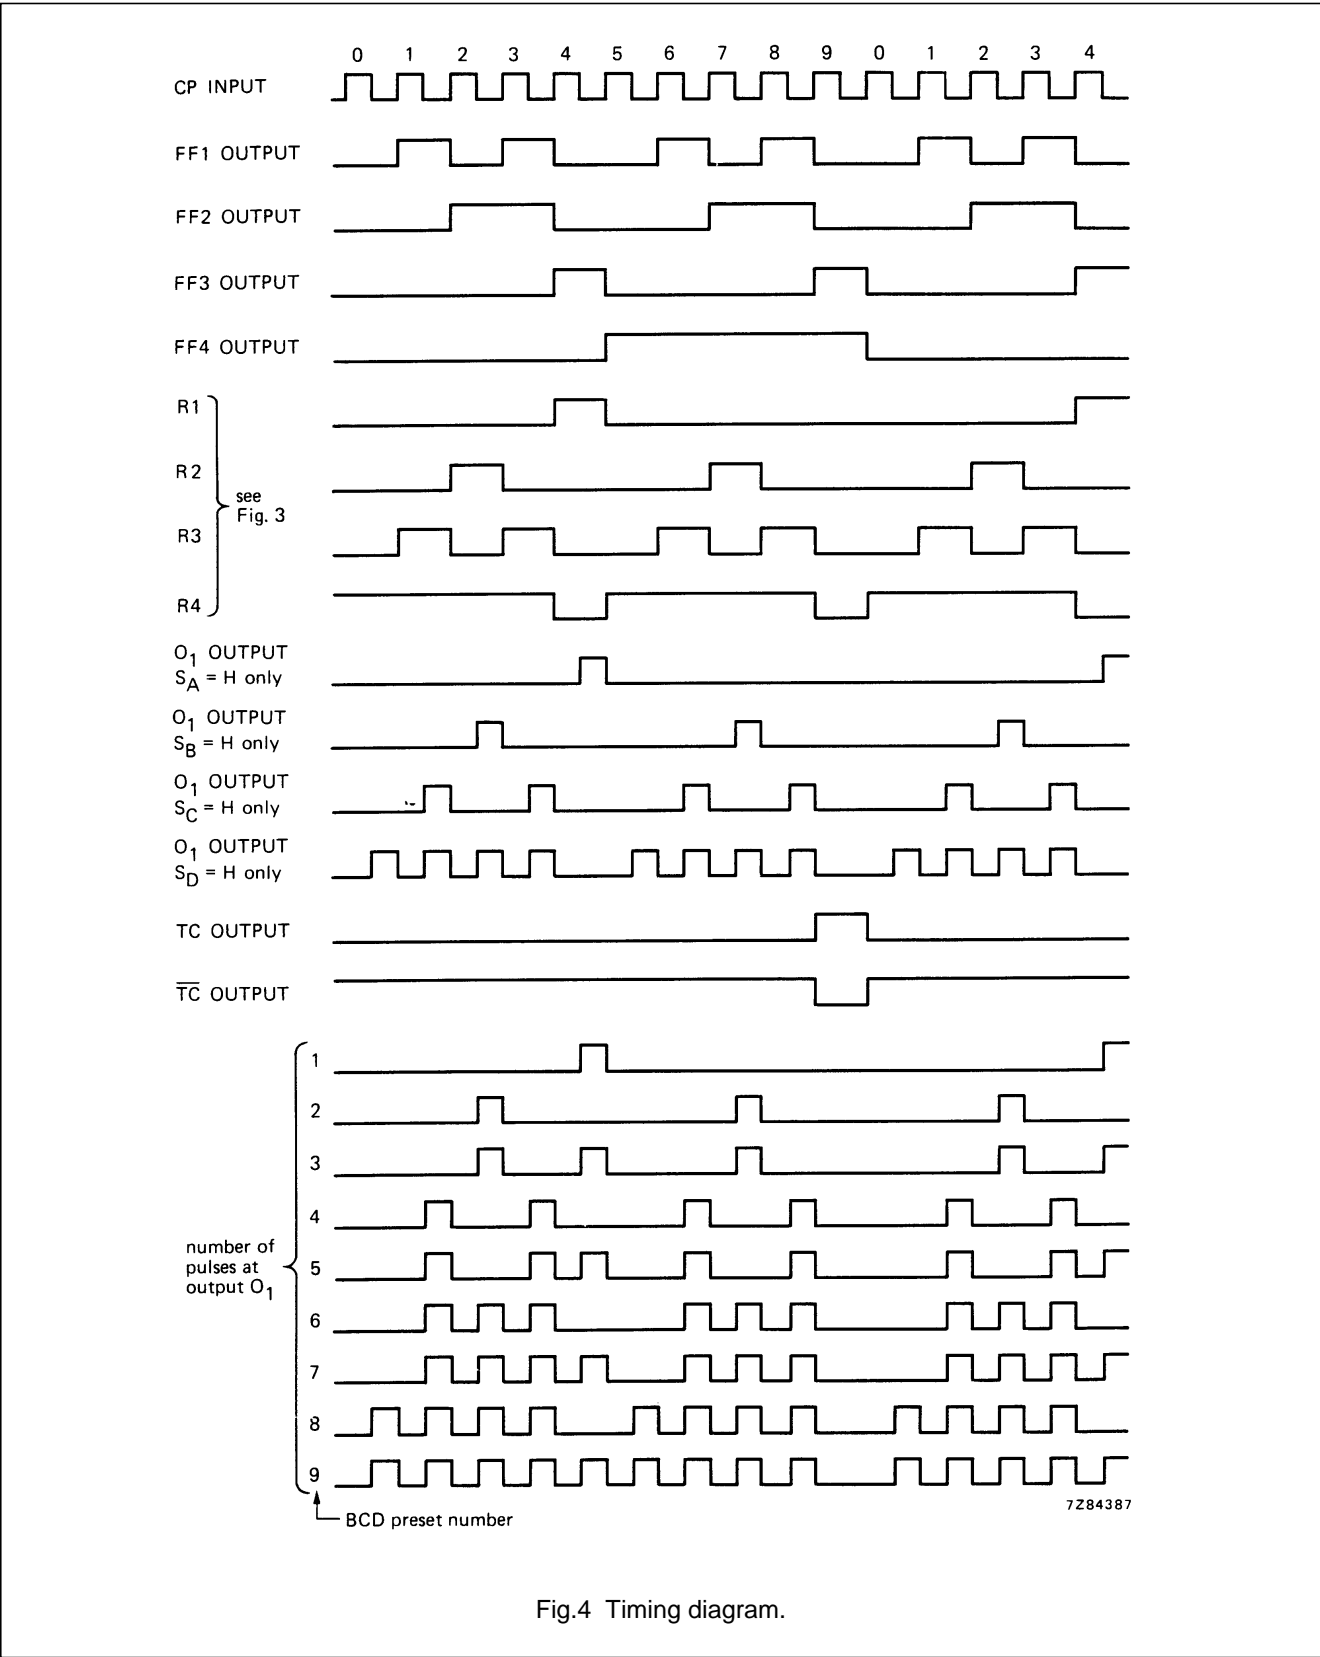 0 1 2 3 4 5 6 7 8 9 0 1 2 3 4
CP INPUT
FF1 OUTPUT
FF2 OUTPUT
FF3 OUTPUT
FF4 OUTPUT
R1
R2
see
Fig. 3
R3
R4
O1 OUTPUT
SA = H only
O1 OUTPUT
SB = H only
O1 OUTPUT
SC = H only
O1 OUTPUT
SD = H only
TC OUTPUT
T̅C̅ OUTPUT
1
2
3
4
number of
pulses at
output O1
5
6
7
8
9
7Z84387
BCD preset number
Fig.4 Timing diagram.